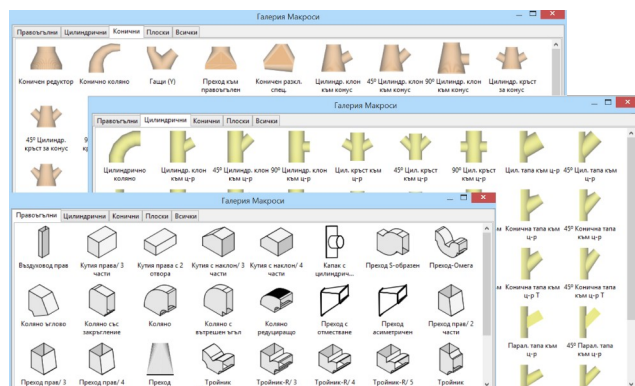 Галерия Макроси
Правоъгълни Цилиндрични Конични Плоски Всички
Коничен редуктор Конично коляно Гащи (Y) Преход към Коничен разкл. Цилиндр. клон 45º Цилиндр. клон 90º Цилиндр. клон Цилиндр. кръст
правоъгълен спец. към конус към конус към конус за конус
45º Цилиндр.
кръст за конус
Галерия Макроси
Правоъгълни Цилиндрични Конични Плоски Всички
Цилиндрично Цилиндр. клон 45º Цилиндр. клон 90º Цилиндр. клон Цил. кръст към 45º Цил. кръст 90º Цил. кръст Цил. тапа към ц-р 45º Цил. тапа
коляно към ц-р към ц-р към ц-р ц-р към ц-р към ц-р към ц-р
Конична тапа към 45º Конична тапа
ц-р към ц-р
Конична тапа към 45º Конична тапа
ц-р T към ц-р T
Парал. тапа към 45º Парал. тапа
ц-р към ц-р
Галерия Макроси
Правоъгълни Цилиндрични Конични Плоски Всички
Въздуховод прав Кутия права/ 3 Кутия права с 2 Кутия с наклон/ 3 Кутия с наклон/ 4 Капак с Преход S-образен Преход-Омега
части отвора части части цилиндрич...
Коляно ъглово Коляно със Коляно Коляно с Коляно Преход с Преход Преход прав/ 2
закръгление вътрешен ъгъл редуциращо отместване асиметричен части
Преход прав/ 3 Преход прав/ 4 Преход Тройник Тройник-R/ 3 Тройник-R/ 4 Тройник-R/ 5 Тройник